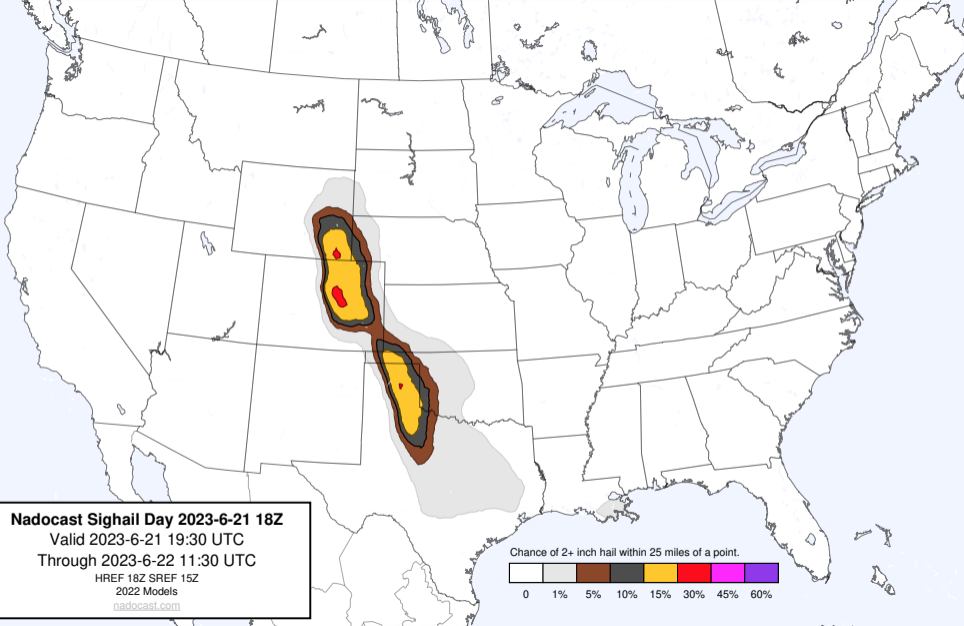 Nadocast Sighail Day 2023-6-21 18Z
Valid 2023-6-21 19:30 UTC
Through 2023-6-22 11:30 UTC
HREF 18Z SREF 15Z
2022 Models
nadocast.com
Chance of 2+ inch hail within 25 miles of a point.
0 1% 5% 10% 15% 30% 45% 60%